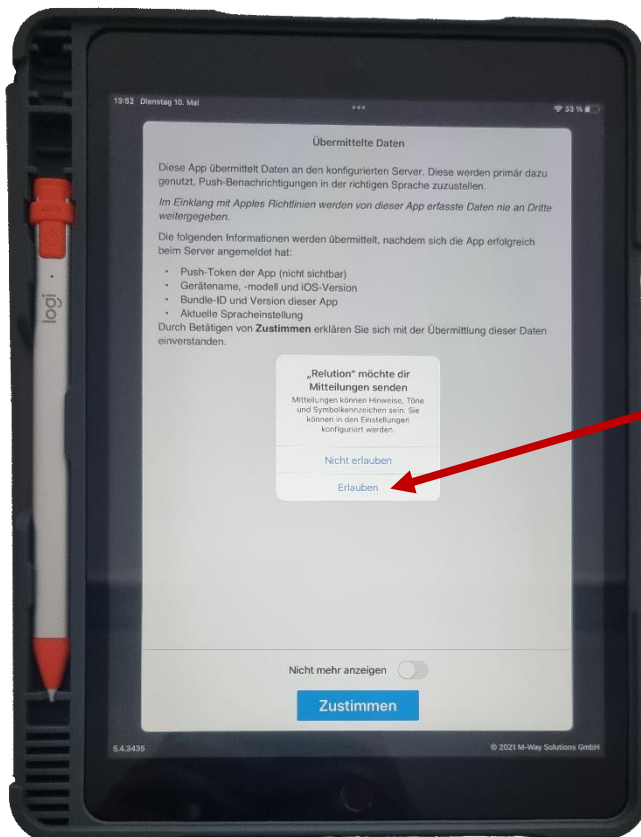 13:52 Dienstag 10. Mai
33 %
Übermittelte Daten
Diese App übermittelt Daten an den konfigurierten Server. Diese werden primär dazu
genutzt, Push-Benachrichtigungen in der richtigen Sprache zuzustellen.
Im Einklang mit Apples Richtlinien werden von dieser App erfasste Daten nie an Dritte
weitergegeben.
Die folgenden Informationen werden übermittelt, nachdem sich die App erfolgreich
beim Server angemeldet hat:
• Push-Token der App (nicht sichtbar)
• Gerätename, -modell und iOS-Version
• Bundle-ID und Version dieser App
• Aktuelle Spracheinstellung
Durch Betätigen von Zustimmen erklären Sie sich mit der Übermittlung dieser Daten
einverstanden.
„Relution“ möchte dir
Mitteilungen senden
Mitteilungen können Hinweise, Töne
und Symbolkennzeichen sein. Sie
können in den Einstellungen
konfiguriert werden.
Nicht erlauben
Erlauben
Nicht mehr anzeigen
Zustimmen
5.4.3435
© 2021 M-Way Solutions GmbH
logi